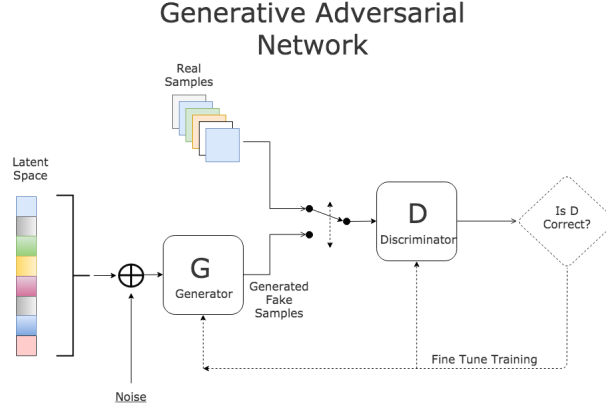 Generative Adversarial
Network
Real
Samples
Latent
Space
D
Discriminator
Is D
Correct?
G
Generator
Generated
Fake
Samples
Fine Tune Training
Noise